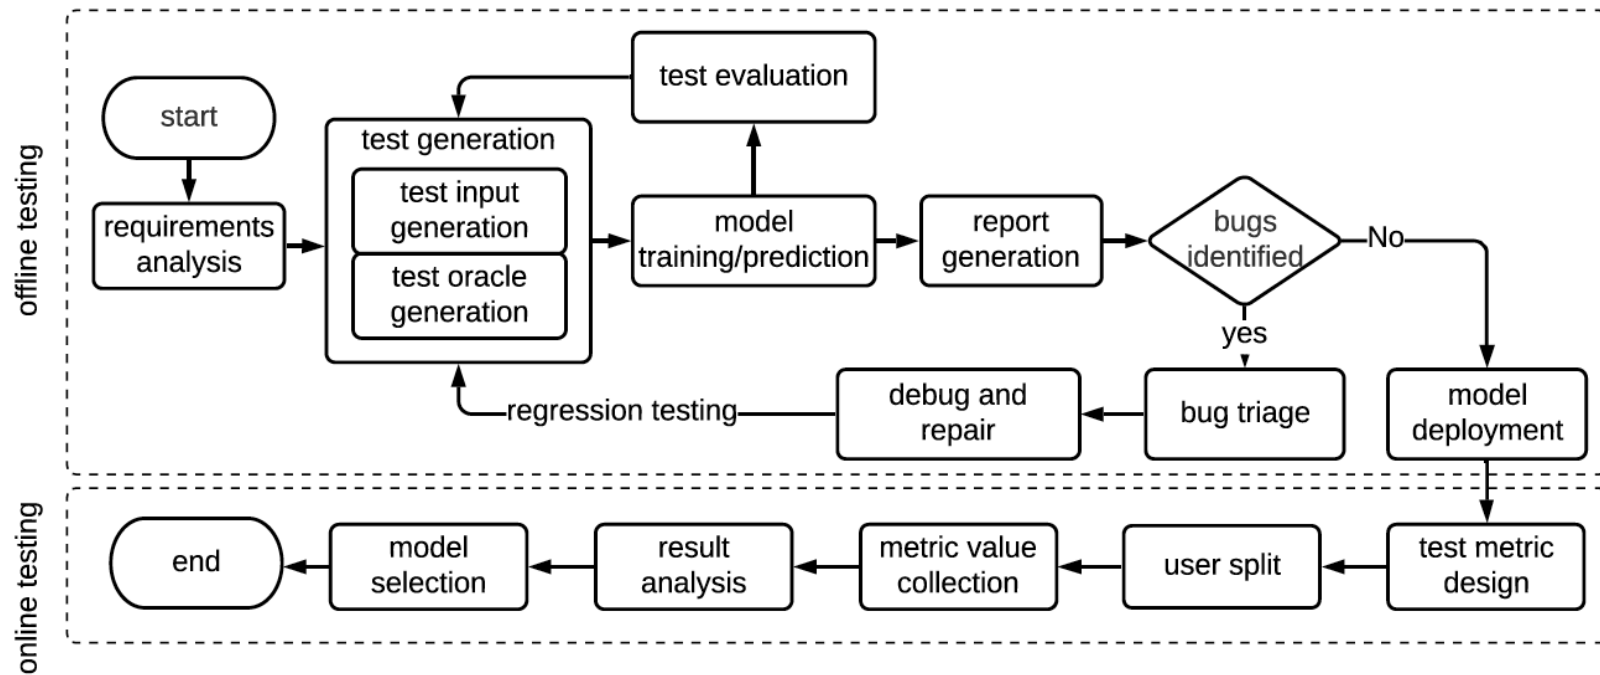 offline testing
start
requirements
analysis
test generation
test input
generation
test oracle
generation
test evaluation
model
training/prediction
report
generation
bugs
identified
No
yes
regression testing
debug and
repair
bug triage
model
deployment
online testing
end
model
selection
result
analysis
metric value
collection
user split
test metric
design